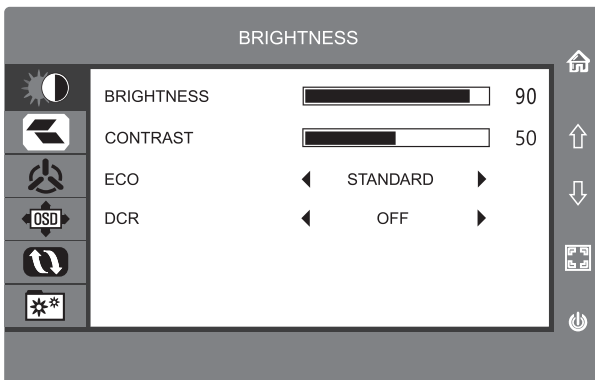 BRIGHTNESS
BRIGHTNESS 90
CONTRAST 50
ECO STANDARD
DCR OFF
OSD